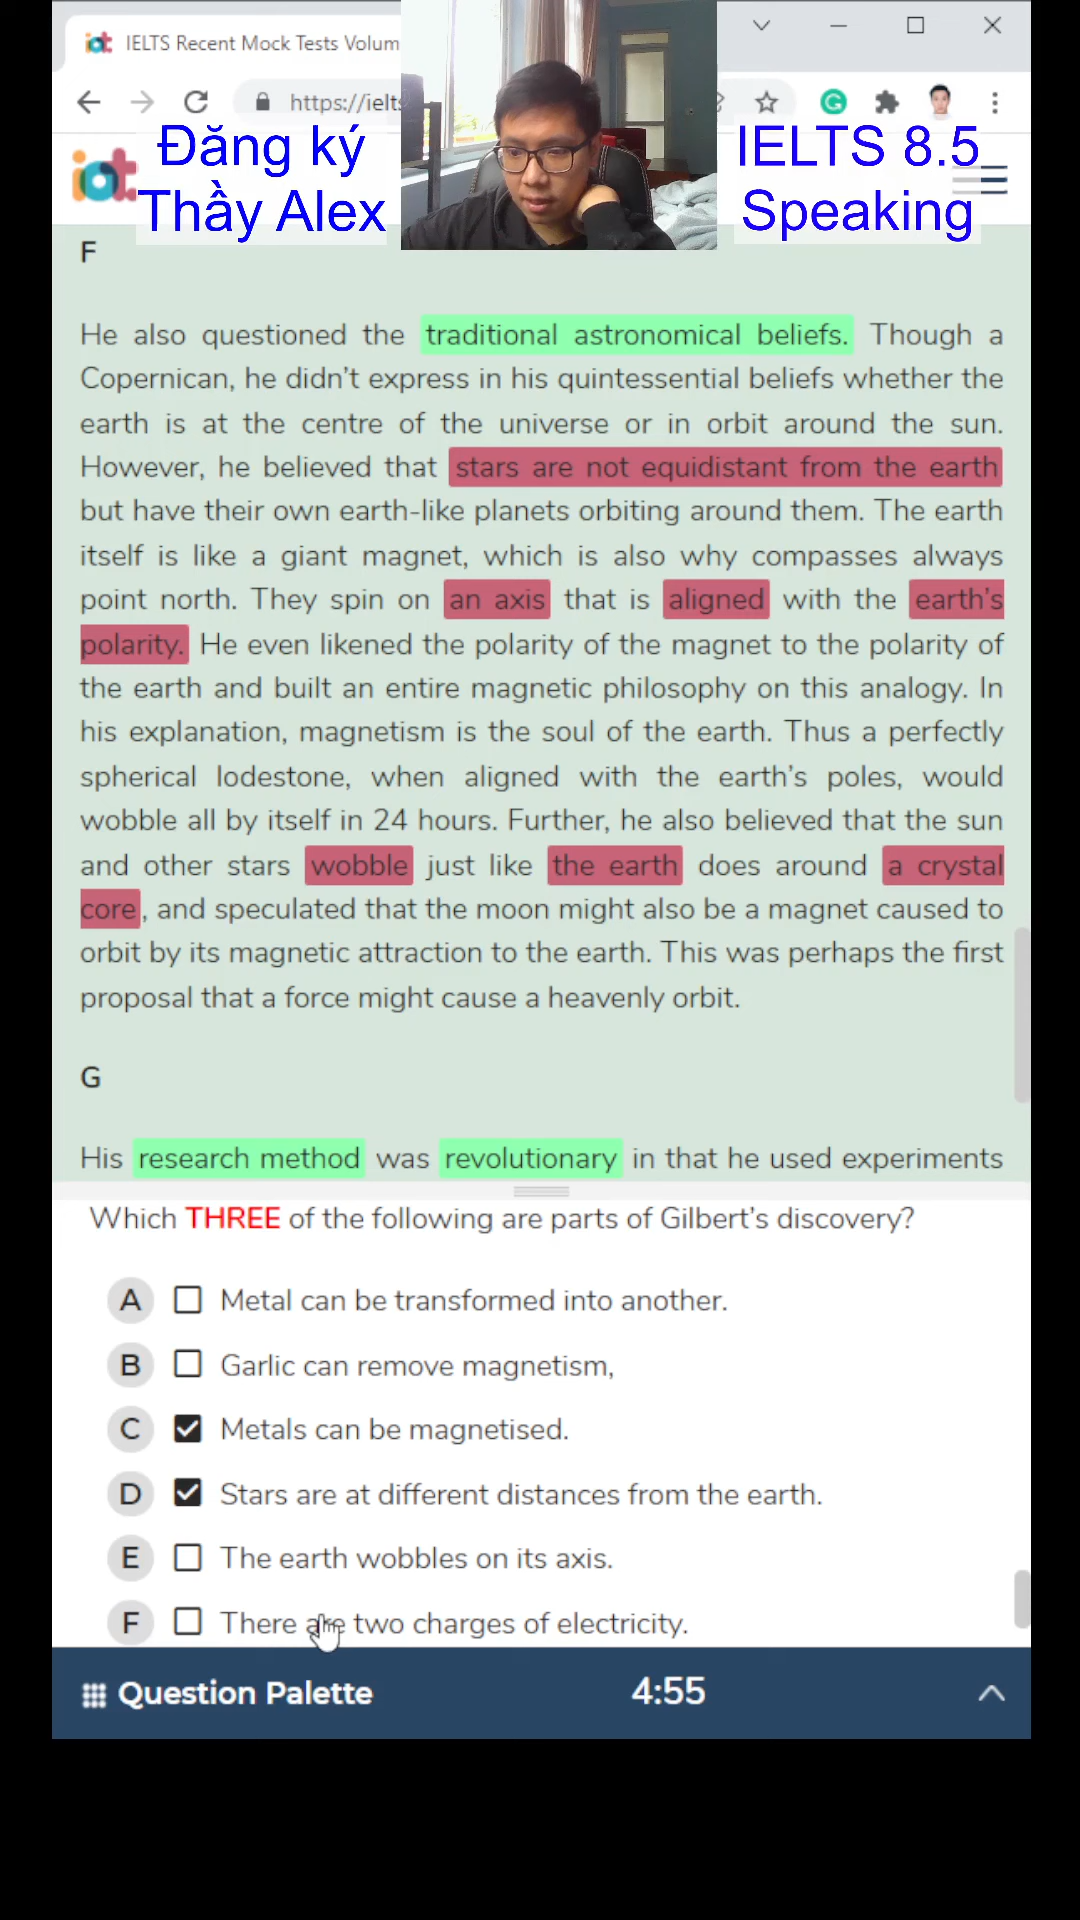 iot IELTS Recent Mock Tests Volum
https://ielts
Đăng ký
Thầy Alex
IELTS 8.5
Speaking
iot
F
He also questioned the traditional astronomical beliefs. Though a
Copernican, he didn't express in his quintessential beliefs whether the
earth is at the centre of the universe or in orbit around the sun.
However, he believed that stars are not equidistant from the earth
but have their own earth-like planets orbiting around them. The earth
itself is like a giant magnet, which is also why compasses always
point north. They spin on an axis that is aligned with the earth's
polarity. He even likened the polarity of the magnet to the polarity of
the earth and built an entire magnetic philosophy on this analogy. In
his explanation, magnetism is the soul of the earth. Thus a perfectly
spherical lodestone, when aligned with the earth's poles, would
wobble all by itself in 24 hours. Further, he also believed that the sun
and other stars wobble just like the earth does around a crystal
core, and speculated that the moon might also be a magnet caused to
orbit by its magnetic attraction to the earth. This was perhaps the first
proposal that a force might cause a heavenly orbit.
G
His research method was revolutionary in that he used experiments
Which THREE of the following are parts of Gilbert's discovery?
A Metal can be transformed into another.
B Garlic can remove magnetism,
C Metals can be magnetised.
D Stars are at different distances from the earth.
E The earth wobbles on its axis.
F There are two charges of electricity.
Question Palette 4:55